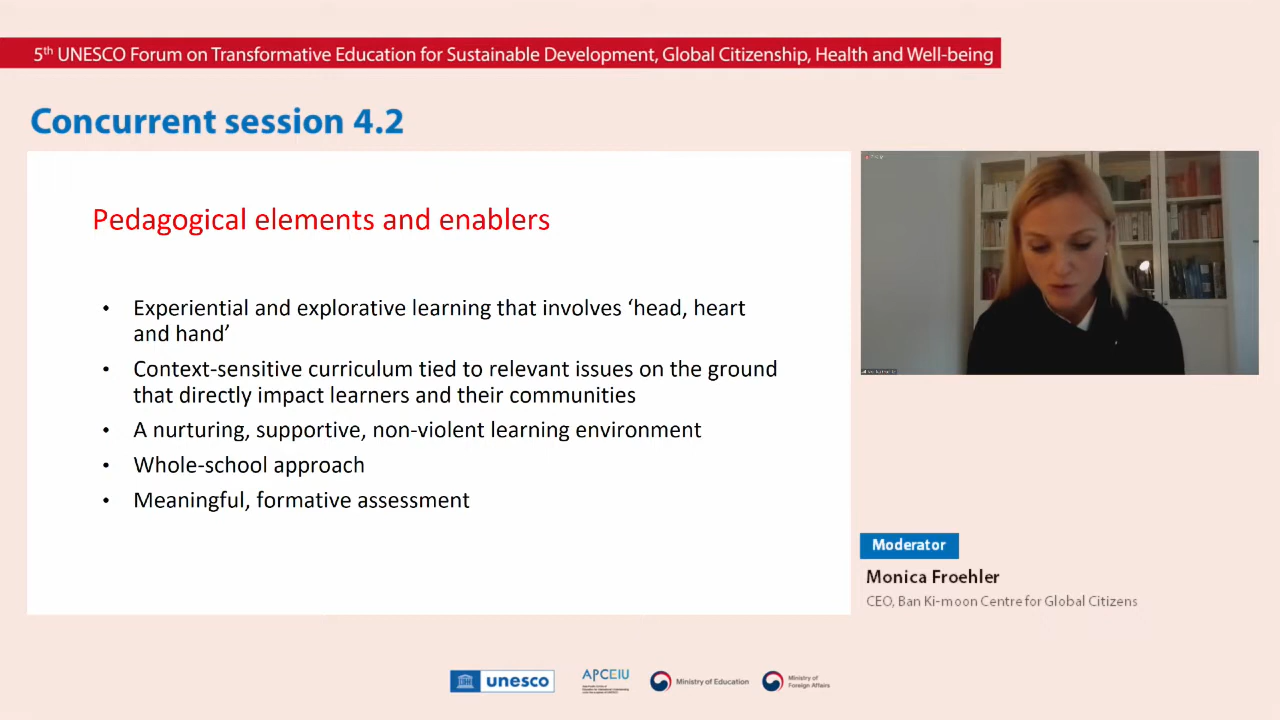 5th UNESCO Forum on Transformative Education for Sustainable Development, Global Citizenship, Health and Well-being
Concurrent session 4.2
Pedagogical elements and enablers
• Experiential and explorative learning that involves ‘head, heart
and hand’
• Context-sensitive curriculum tied to relevant issues on the ground
that directly impact learners and their communities
• A nurturing, supportive, non-violent learning environment
• Whole-school approach
• Meaningful, formative assessment
Moderator
Monica Froehler
CEO, Ban Ki-moon Centre for Global Citizens
unesco
APCEIU
Ministry of Education
Ministry of
Foreign Affairs